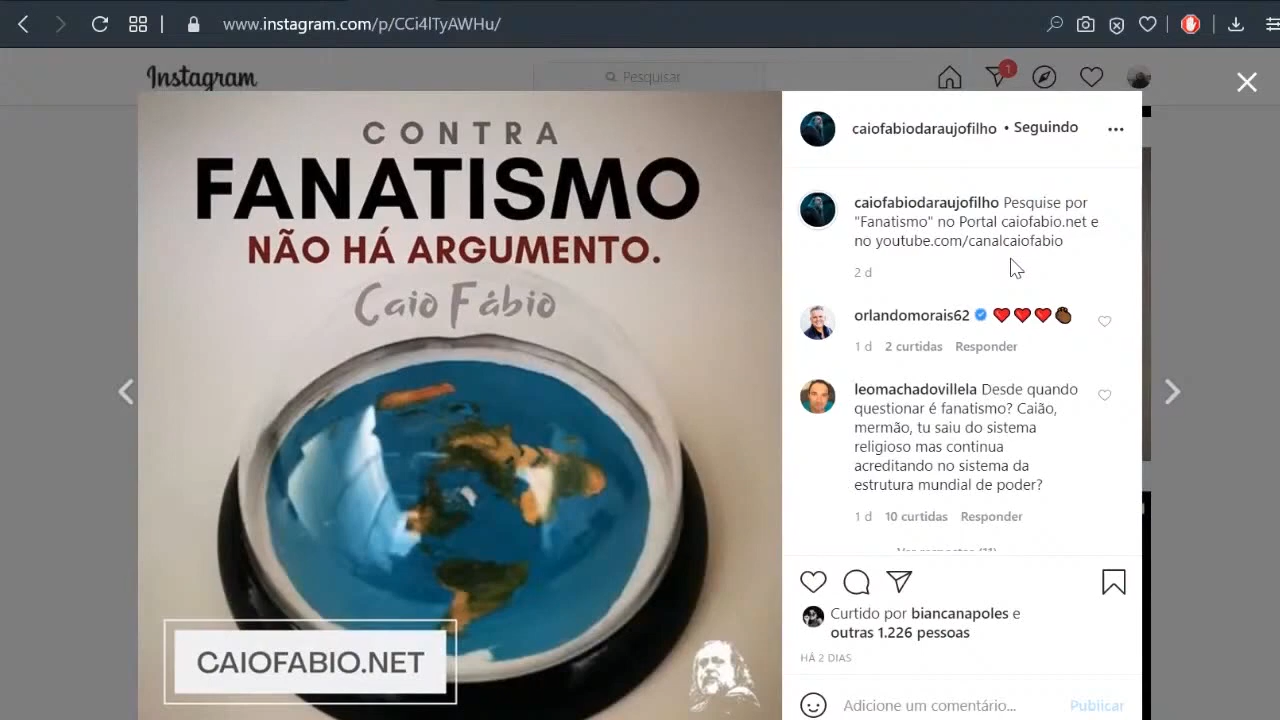 www.instagram.com/p/CCi4lTyAWHu/
Instagram
Pesquisar
1
CONTRA
FANATISMO
NÃO HÁ ARGUMENTO.
Caio Fábio
CAIOFABIO.NET
caiofabiodaraujofilho • Seguindo
caiofabiodaraujofilho Pesquise por
"Fanatismo" no Portal caiofabio.net e
no youtube.com/canalcaiofabio
2 d
orlandomorais62
1 d 2 curtidas Responder
leomachadovillela Desde quando
questionar é fanatismo? Caião,
mermão, tu saiu do sistema
religioso mas continua
acreditando no sistema da
estrutura mundial de poder?
1 d 10 curtidas Responder
Curtido por biancanapoles e
outras 1.226 pessoas
HÁ 2 DIAS
Adicione um comentário... Publicar